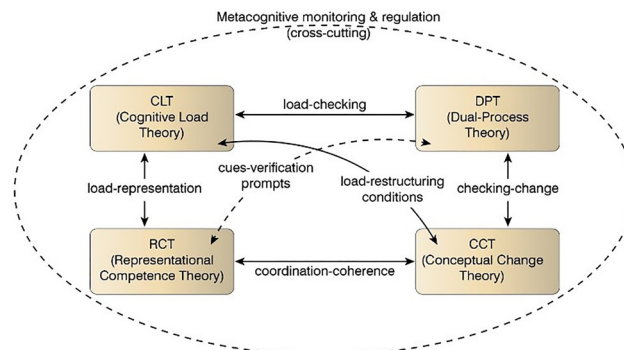 Metacognitive monitoring & regulation
(cross-cutting)
CLT
(Cognitive Load
Theory)
load-checking
DPT
(Dual-Process
Theory)
load-representation
cues-verification
prompts
load-restructuring
conditions
checking-change
RCT
(Representational
Competence Theory)
coordination-coherence
CCT
(Conceptual Change
Theory)